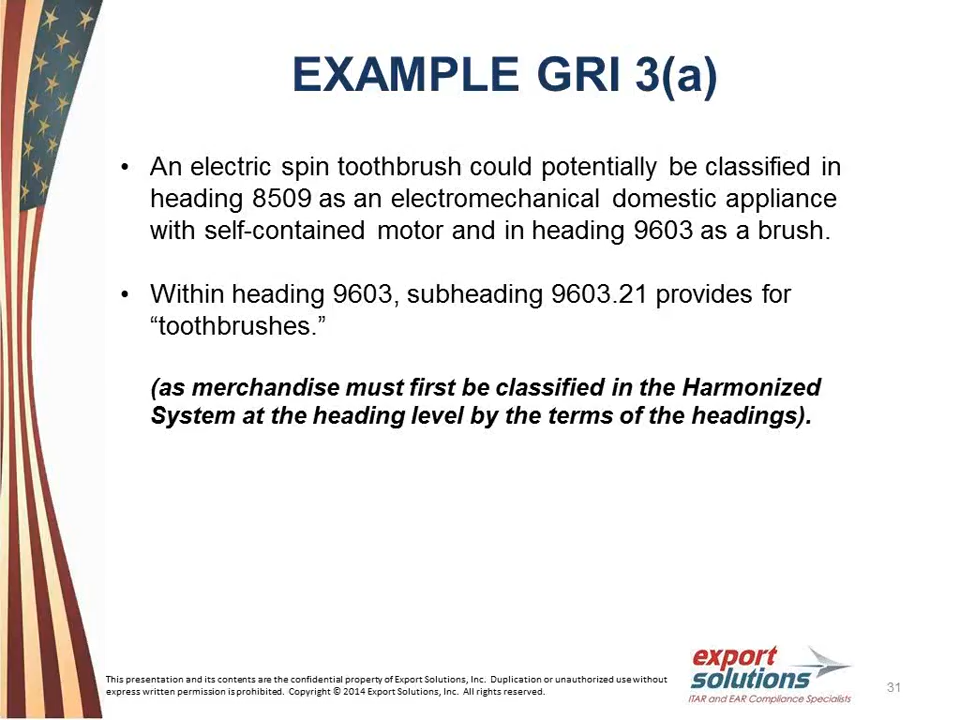 EXAMPLE GRI 3(a)
• An electric spin toothbrush could potentially be classified in
heading 8509 as an electromechanical domestic appliance
with self-contained motor and in heading 9603 as a brush.
• Within heading 9603, subheading 9603.21 provides for
“toothbrushes.”
(as merchandise must first be classified in the Harmonized
System at the heading level by the terms of the headings).
This presentation and its contents are the confidential property of Export Solutions, Inc. Duplication or unauthorized use without
express written permission is prohibited. Copyright © 2014 Export Solutions, Inc. All rights reserved.
export
solutions
ITAR and EAR Compliance Specialists
31